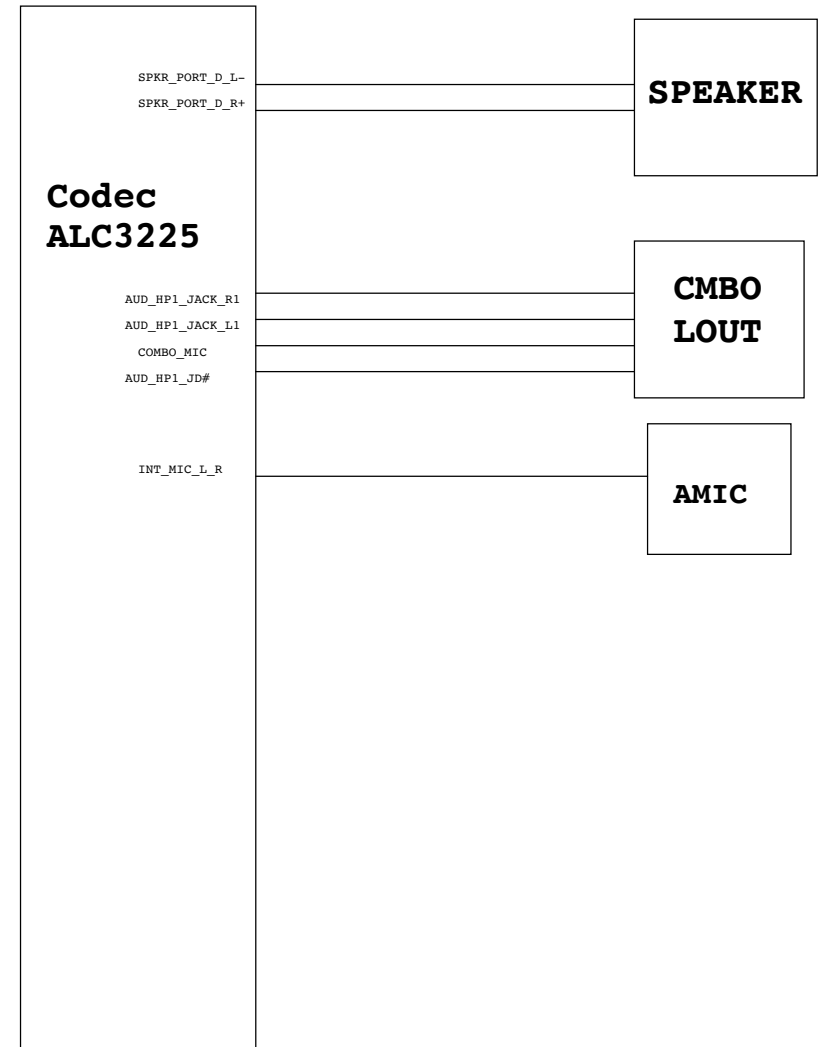 SPKR_PORT_D_L-
SPKR_PORT_D_R+
SPEAKER
Codec
ALC3225
AUD_HP1_JACK_R1
AUD_HP1_JACK_L1
COMBO_MIC
AUD_HP1_JD#
CMBO
LOUT
INT_MIC_L_R
AMIC